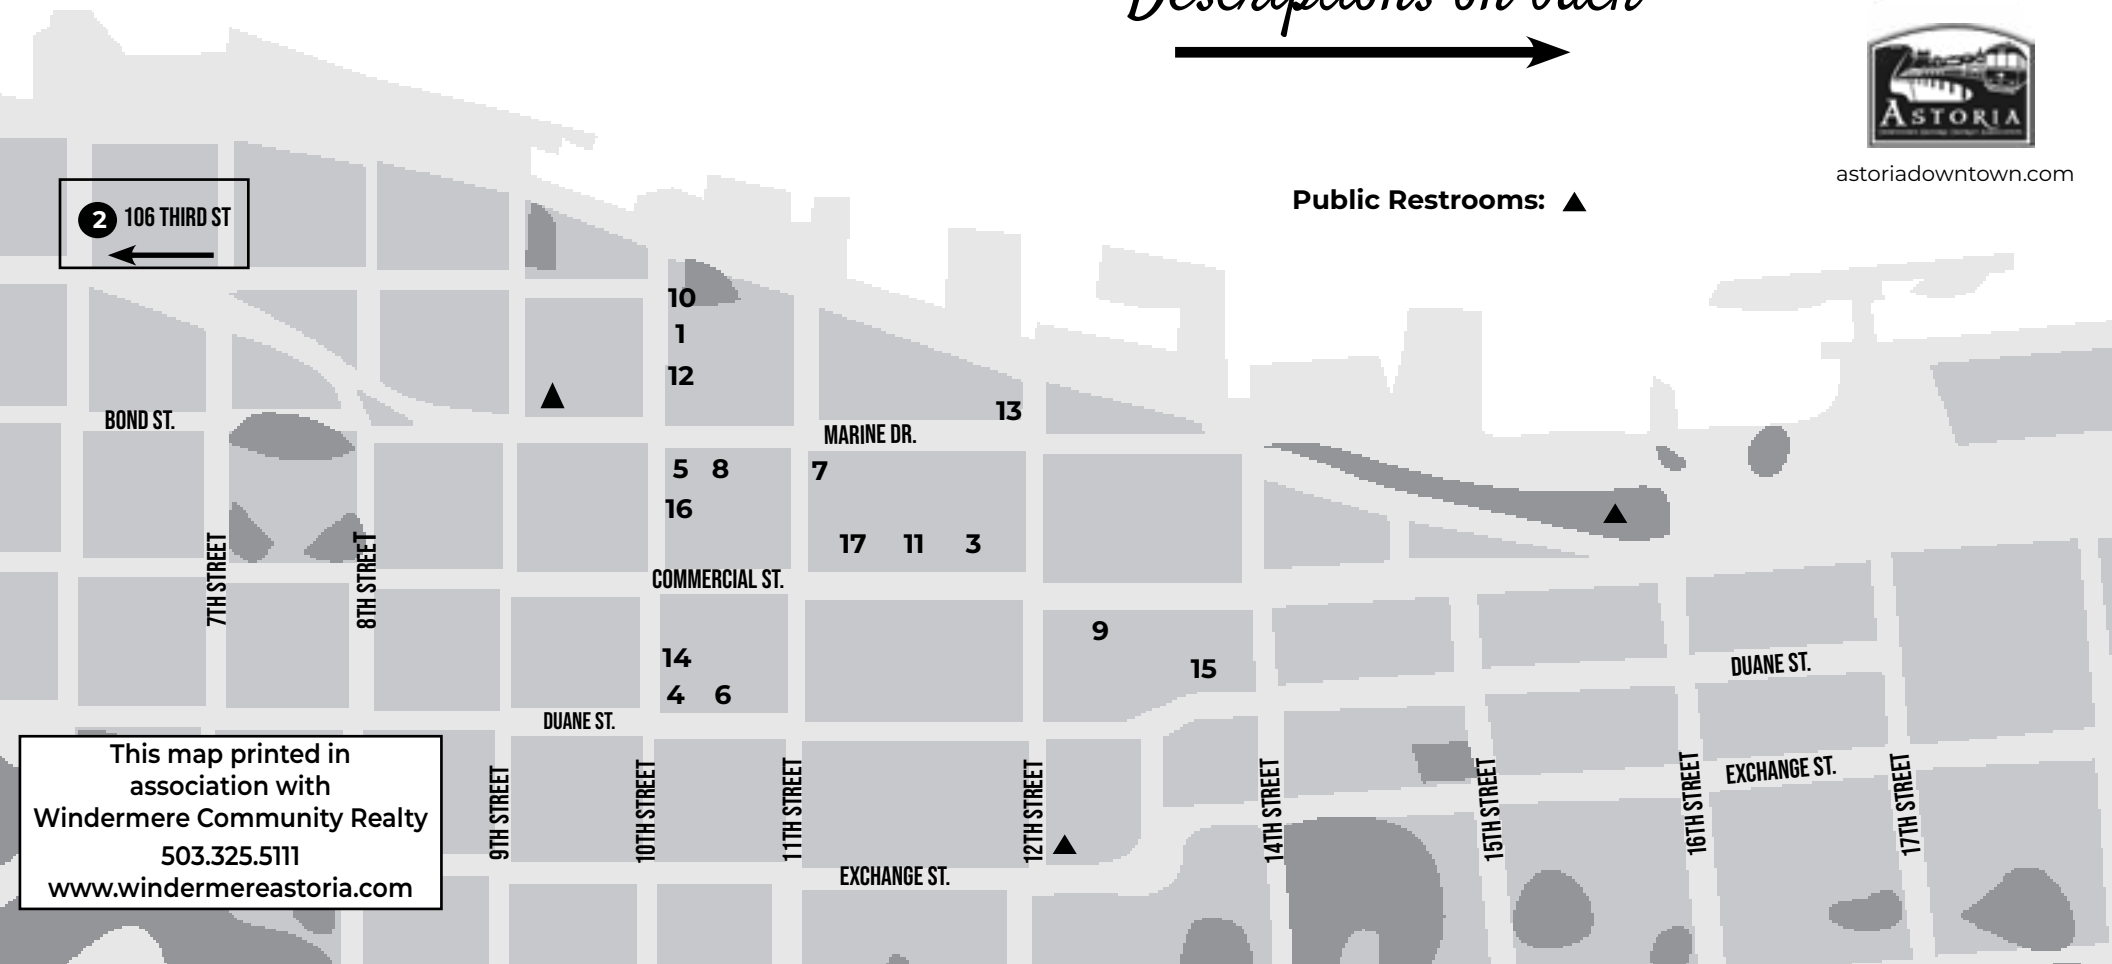 Descriptions on back
ASTORIA
astoriadowntown.com
Public Restrooms:
2 106 THIRD ST
10
1
12
13
BOND ST.
MARINE DR.
5 8
7
16
17 11 3
7TH STREET
8TH STREET
COMMERCIAL ST.
9
14
15
4 6
DUANE ST.
DUANE ST.
This map printed in
association with
Windermere Community Realty
503.325.5111
www.windermereastoria.com
9TH STREET
10TH STREET
11TH STREET
12TH STREET
14TH STREET
15TH STREET
16TH STREET
17TH STREET
EXCHANGE ST.
EXCHANGE ST.